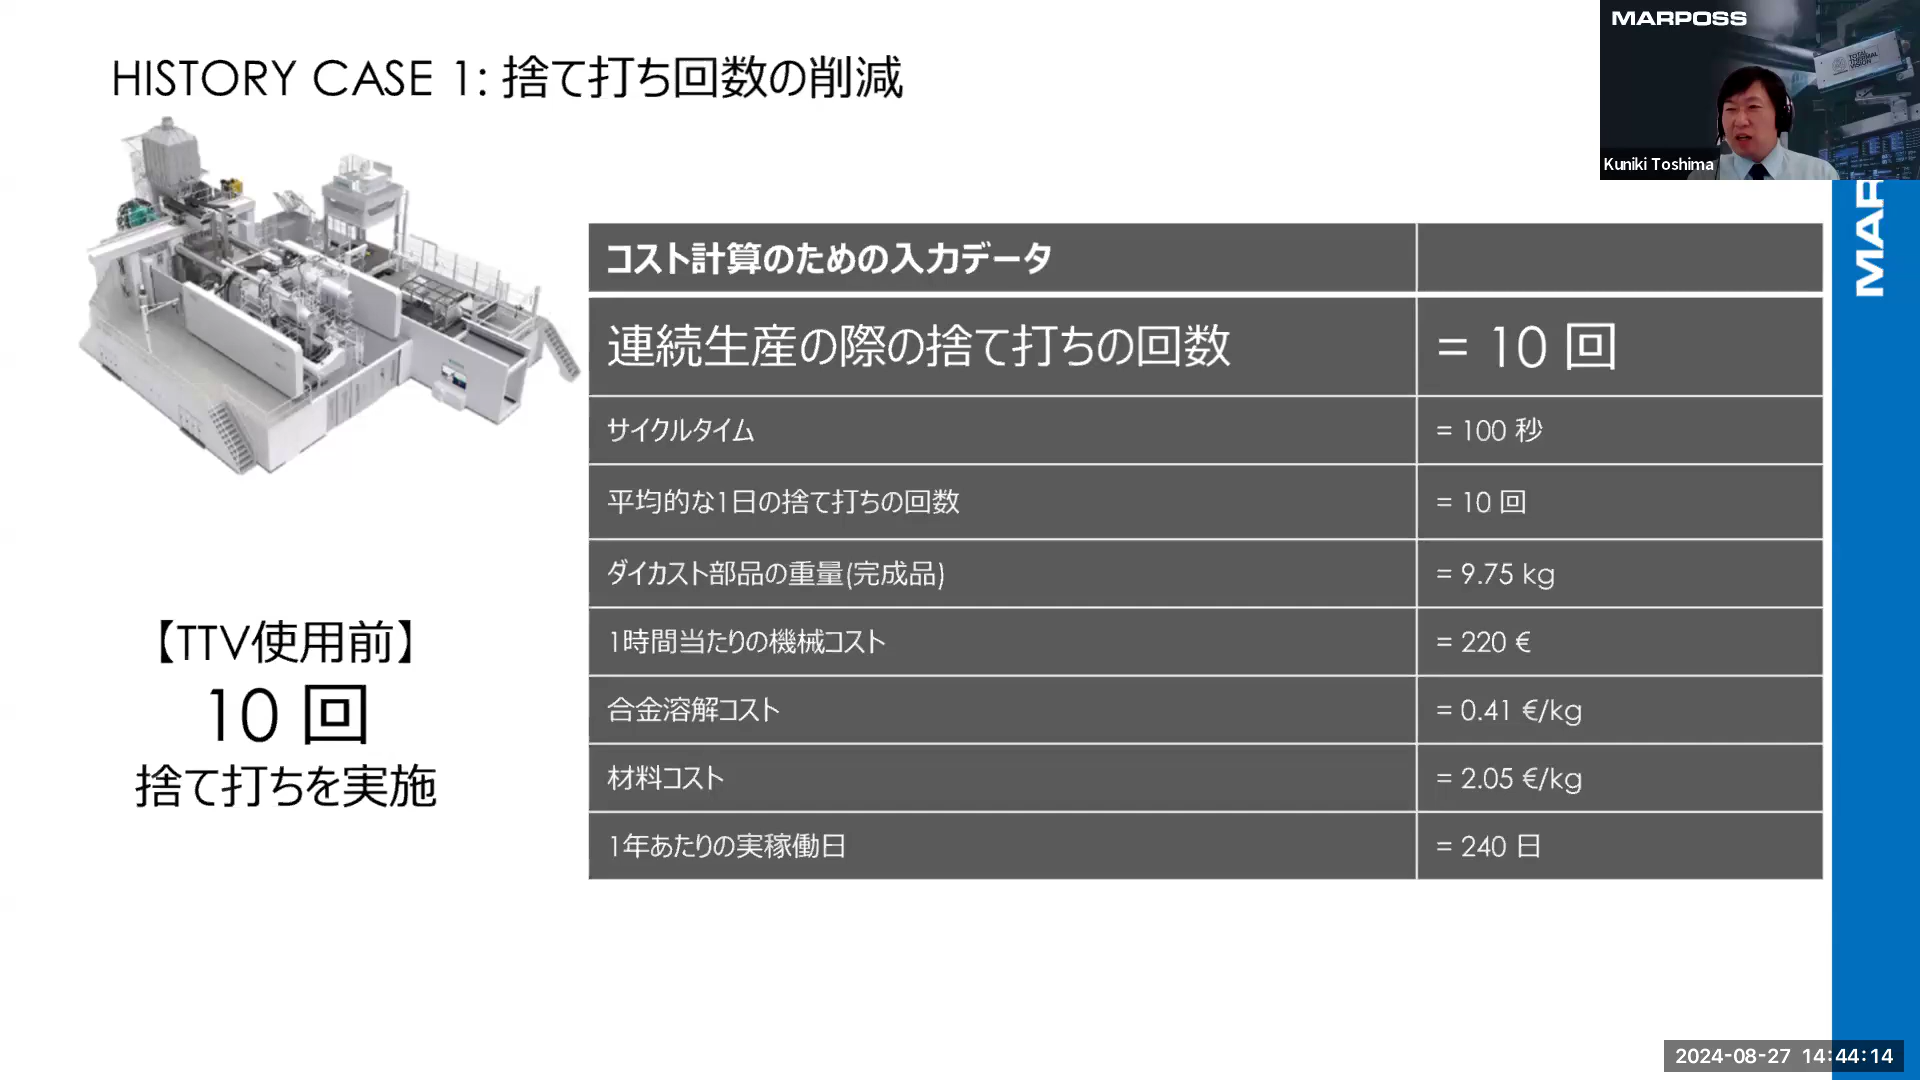 MARPOSS
TOTAL
THERMAL
VISION
Kuniki Toshima
HISTORY CASE 1: 捨て打ち回数の削減
MAR
コスト計算のための入力データ
連続生産の際の捨て打ちの回数 = 10 回
サイクルタイム = 100 秒
平均的な1日の捨て打ちの回数 = 10 回
ダイカスト部品の重量(完成品) = 9.75 kg
1時間当たりの機械コスト = 220 €
合金溶解コスト = 0.41 €/kg
材料コスト = 2.05 €/kg
1年あたりの実稼働日 = 240 日
【TTV使用前】
10 回
捨て打ちを実施
2024-08-27 14:44:14